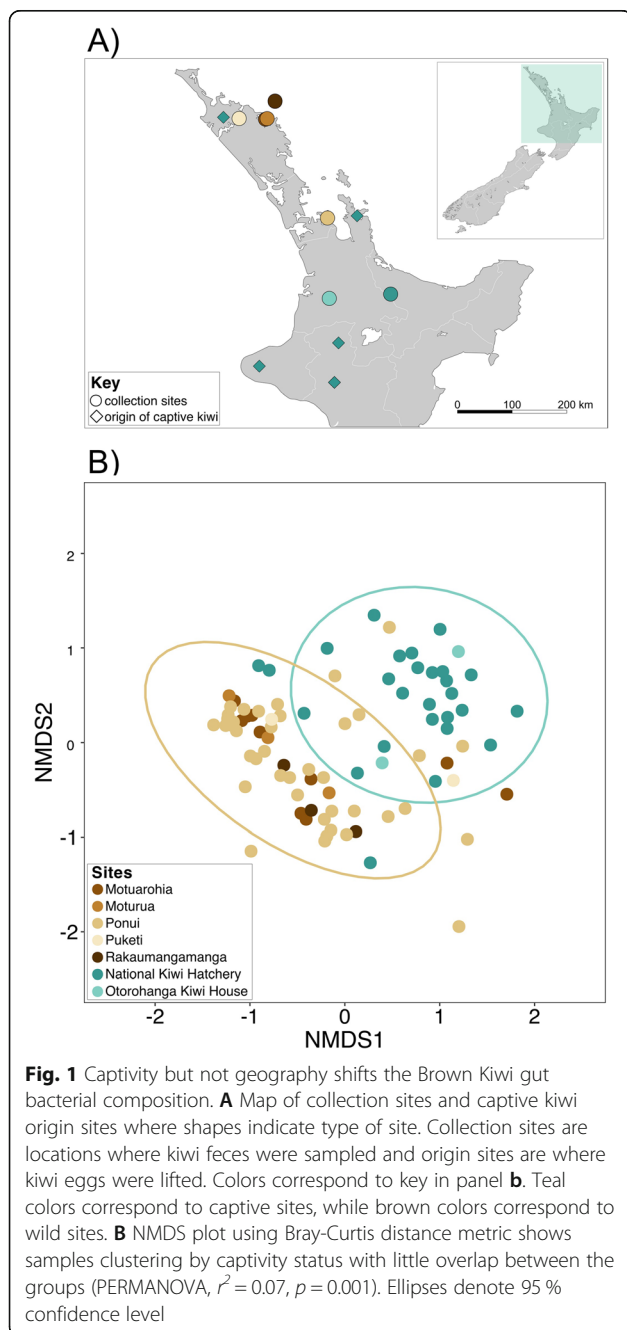 A)
Key
collection sites
origin of captive kiwi
0 100 200 km
B)
NMDS2
2
1
0
-1
-2
Sites
Motuarohia
Moturua
Ponui
Puketi
Rakaumangamanga
National Kiwi Hatchery
Otorohanga Kiwi House
-2 -1 0 1 2
NMDS1
Fig. 1 Captivity but not geography shifts the Brown Kiwi gut
bacterial composition. A Map of collection sites and captive kiwi
origin sites where shapes indicate type of site. Collection sites are
locations where kiwi feces were sampled and origin sites are where
kiwi eggs were lifted. Colors correspond to key in panel b. Teal
colors correspond to captive sites, while brown colors correspond to
wild sites. B NMDS plot using Bray-Curtis distance metric shows
samples clustering by captivity status with little overlap between the
groups (PERMANOVA, r² = 0.07, p = 0.001). Ellipses denote 95 %
confidence level